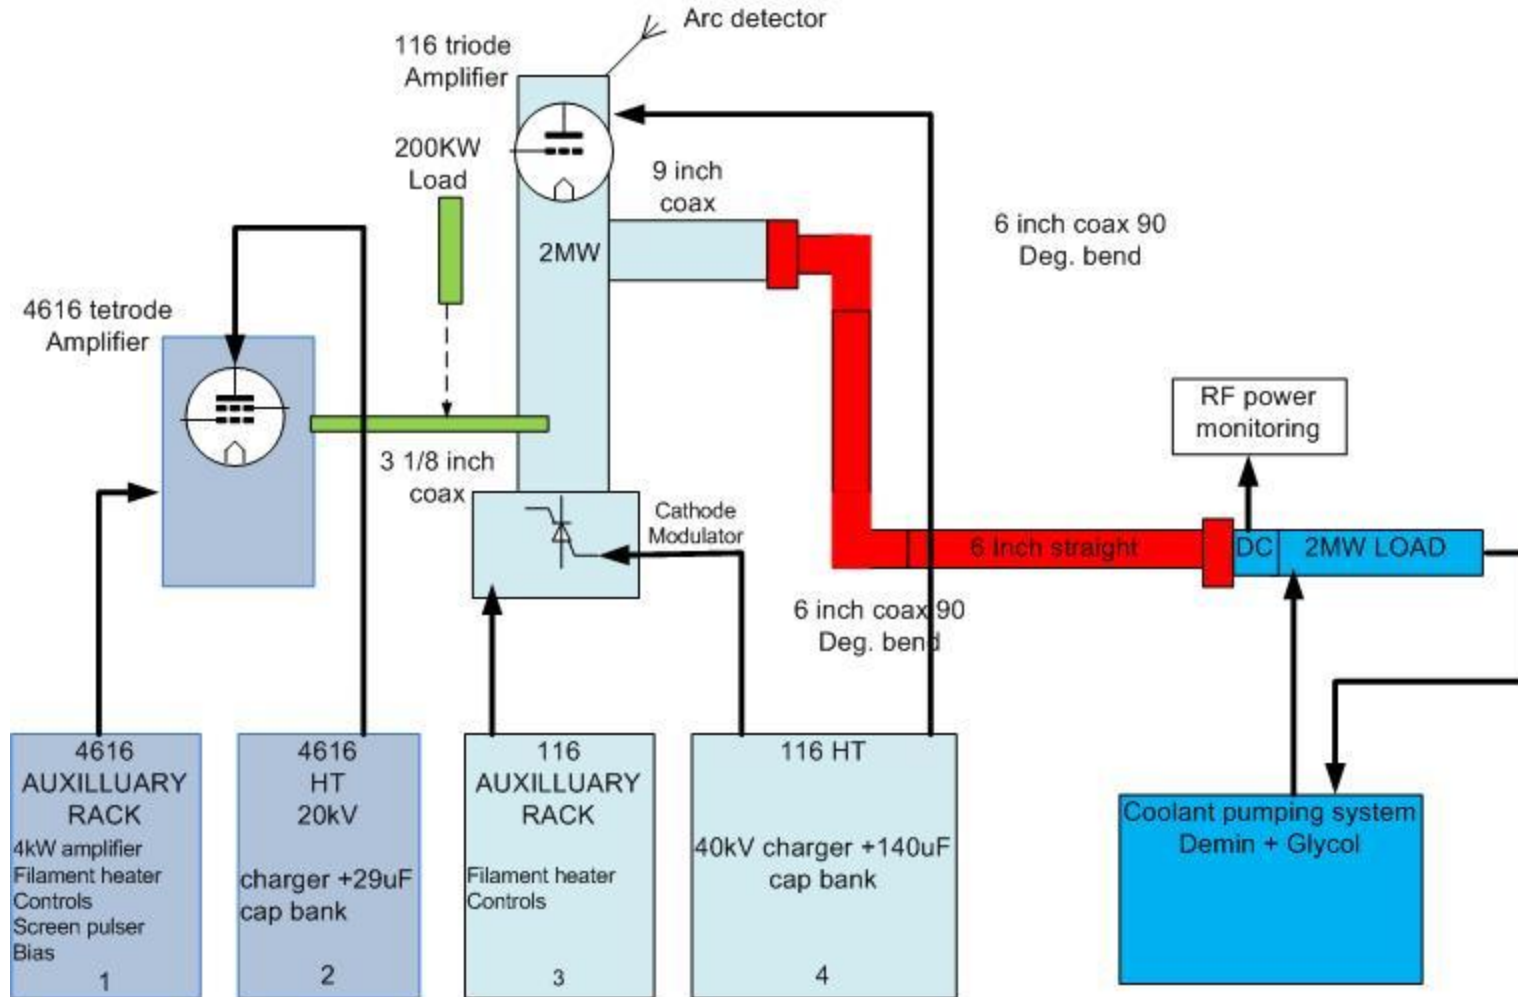 Arc detector
116 triode
Amplifier
200KW
Load
9 inch
coax
6 inch coax 90
Deg. bend
2MW
4616 tetrode
Amplifier
3 1/8 inch
coax
RF power
monitoring
Cathode
Modulator
6 Inch straight
DC
2MW LOAD
6 inch coax 90
Deg. bend
4616
AUXILLUARY
RACK
4kW amplifier
Filament heater
Controls
Screen pulser
Bias
1
4616
HT
20kV
charger +29uF
cap bank
2
116
AUXILLUARY
RACK
Filament heater
Controls
3
116 HT
40kV charger +140uF
cap bank
4
Coolant pumping system
Demin + Glycol